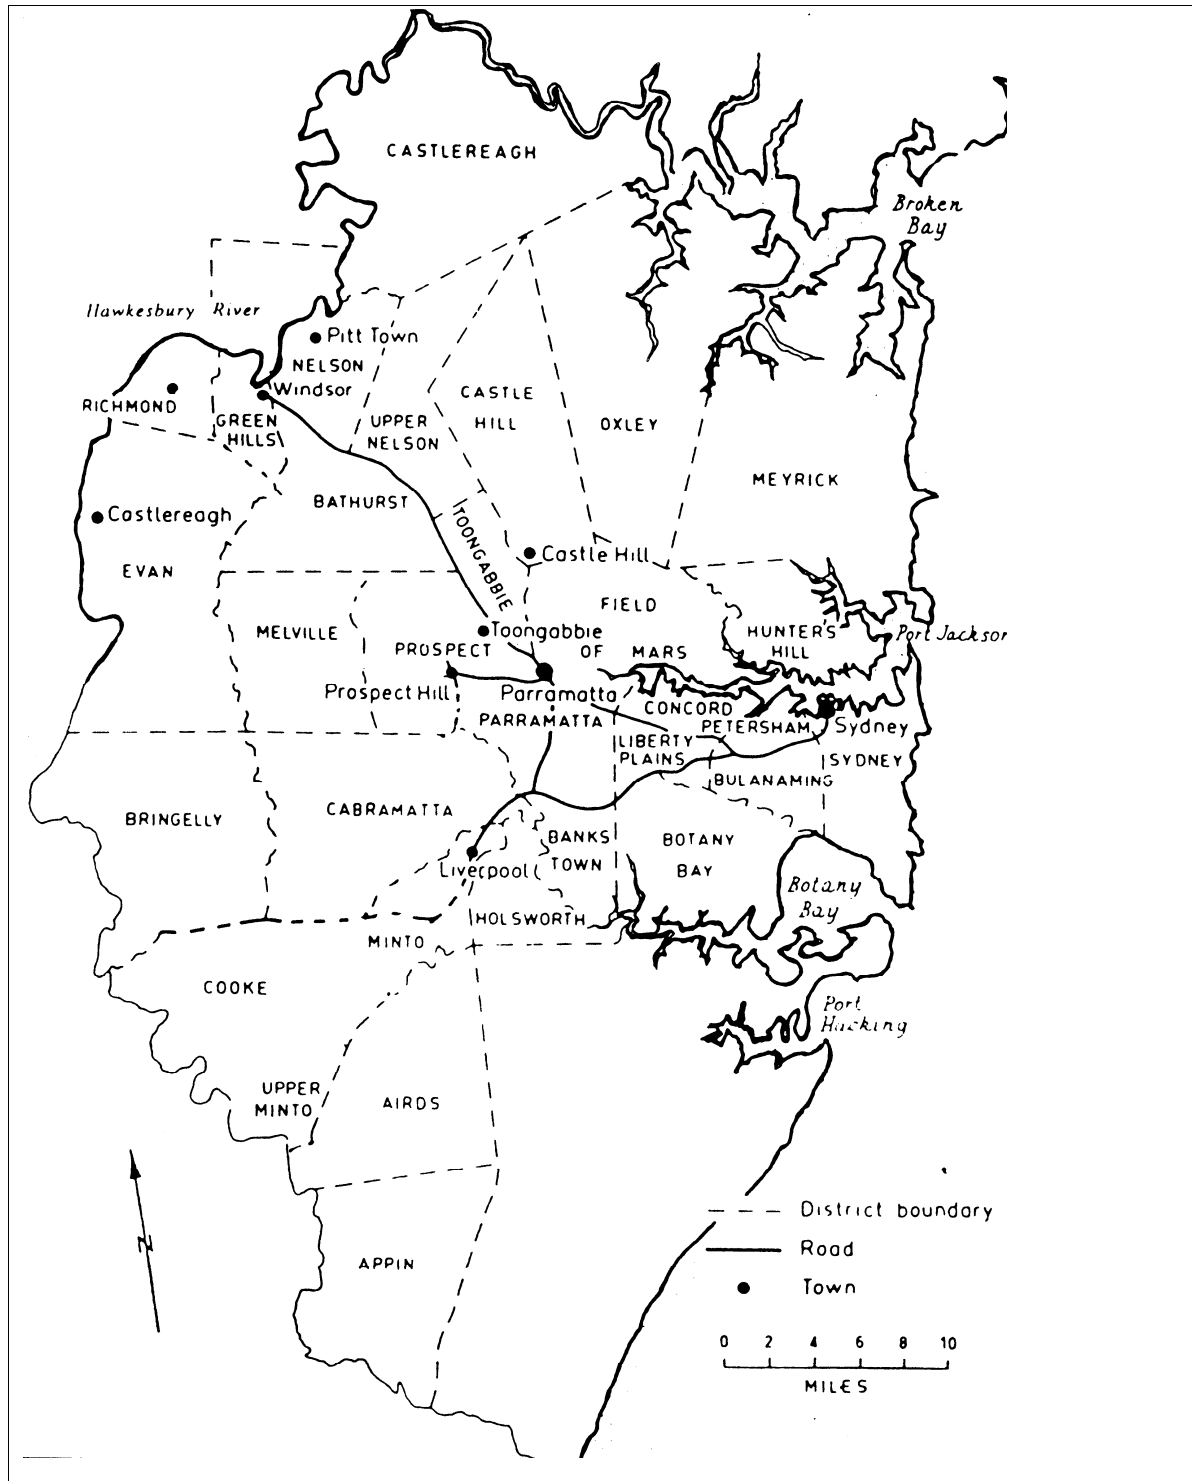 CASTLEREAGH
Broken
Bay
Hawkesbury River
Pitt Town
NELSON
Windsor
RICHMOND
GREEN
HILLS
UPPER
NELSON
CASTLE
HILL
OXLEY
MEYRICK
BATHURST
Castlereagh
TOONGABBIE
Castle Hill
EVAN
FIELD
OF MARS
MELVILLE
Toongabbie
HUNTER'S
HILL
Port Jackson
PROSPECT
Prospect Hill
Parramatta
PARRAMATTA
CONCORD
PETERSHAM
Sydney
LIBERTY
PLAINS
SYDNEY
BULANAMING
BRINGELLY
CABRAMATTA
BANKS
TOWN
BOTANY
BAY
Liverpool
Botany
Bay
HOLSWORTH
MINTO
COOKE
Port
Hacking
UPPER
MINTO
AIRDS
N
APPIN
District boundary
Road
Town
0 2 4 6 8 10
MILES